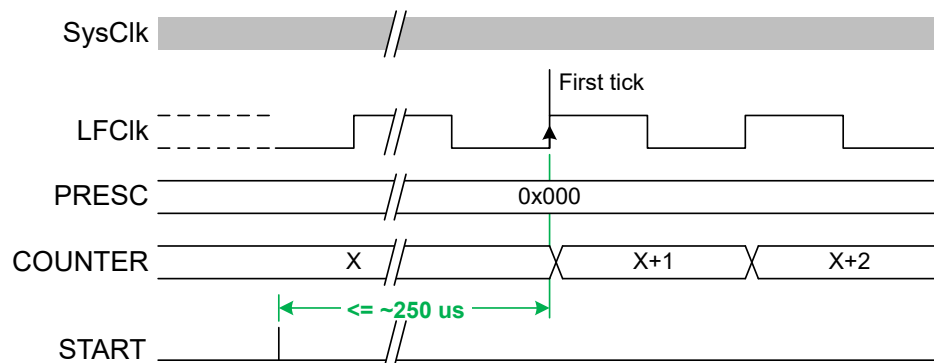 SysClk
First tick
LFClk
PRESC
0x000
COUNTER
X
X+1
X+2
<= ~250 us
START